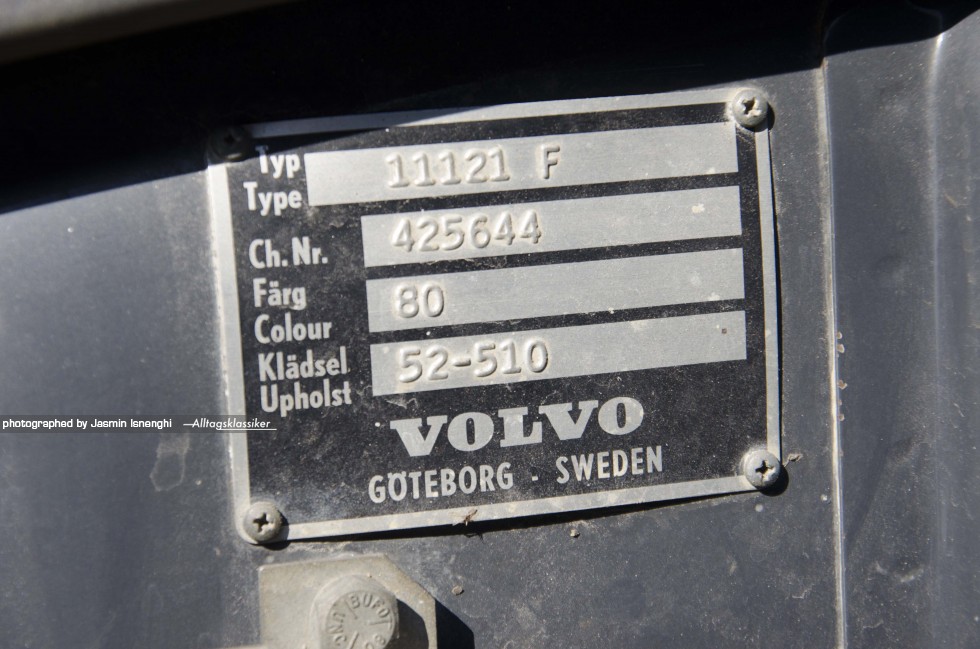 Typ 11121 F
Type
Ch. Nr. 425644
Färg 80
Colour
Klädsel 52-510
Upholst
VOLVO
GÖTEBORG · SWEDEN
photographed by Jasmin Isnenghi —Alltagsklassiker
BUFO